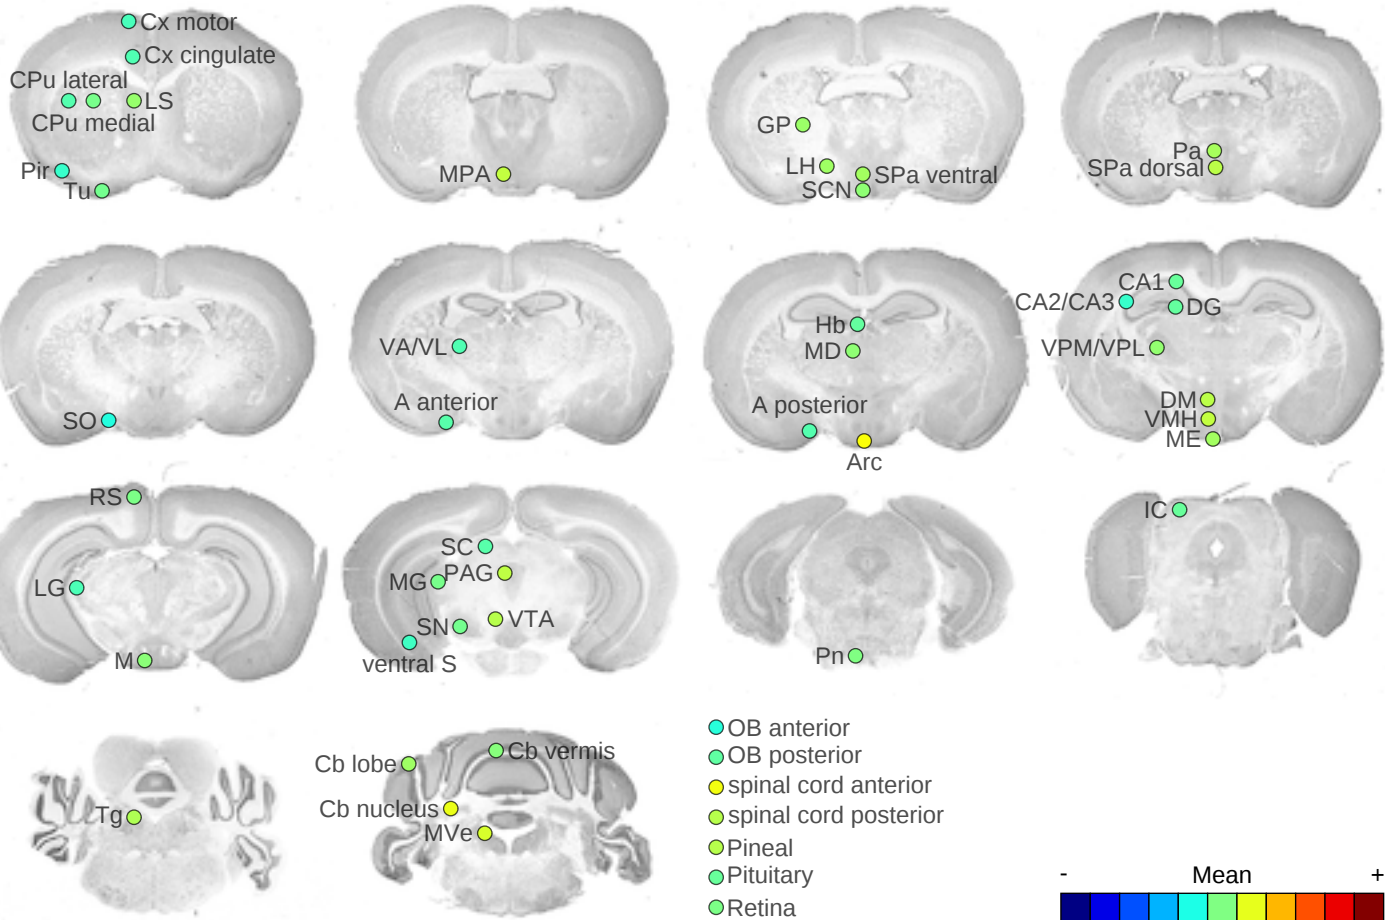 Cx motor
Cx cingulate
CPu lateral
LS
CPu medial
Pir
Tu
MPA
GP
LH
SPa ventral
SCN
Pa
SPa dorsal
SO
VA/VL
A anterior
Hb
MD
A posterior
Arc
CA1
CA2/CA3
DG
VPM/VPL
DM
VMH
ME
RS
LG
M
SC
MG
PAG
SN
VTA
ventral S
Pn
IC
Tg
Cb lobe
Cb vermis
Cb nucleus
MVe
OB anterior
OB posterior
spinal cord anterior
spinal cord posterior
Pineal
Pituitary
Retina
- Mean +